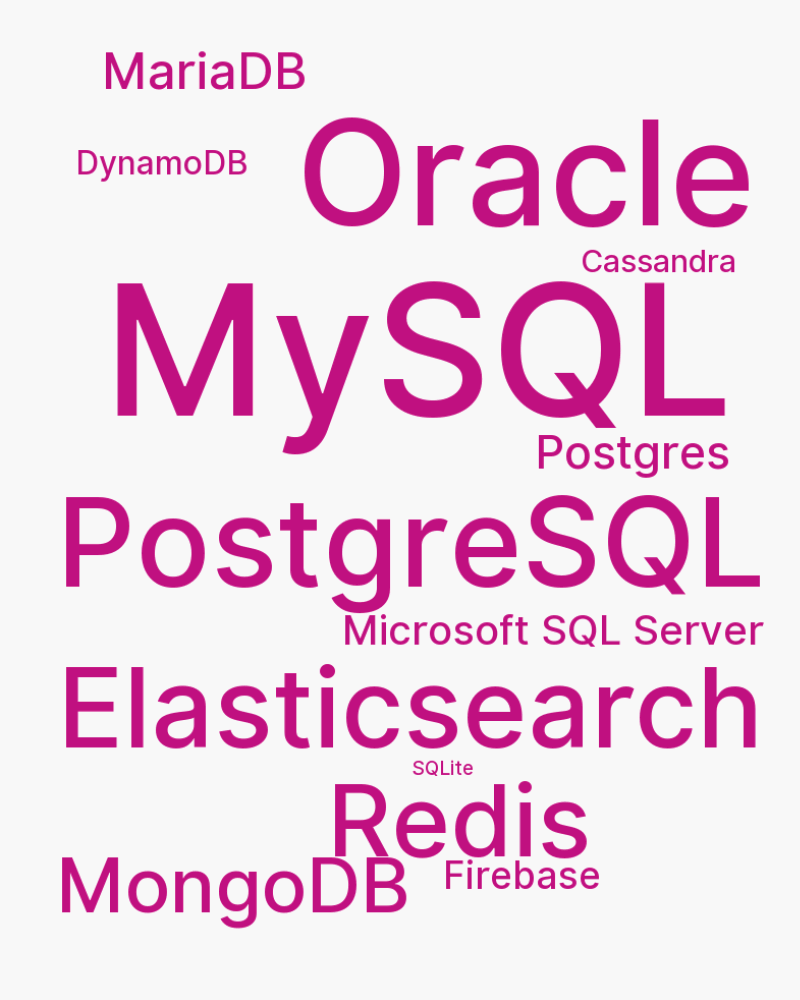 MariaDB
Oracle
DynamoDB
Cassandra
MySQL
Postgres
PostgreSQL
Microsoft SQL Server
Elasticsearch
SQLite
Redis
MongoDB
Firebase